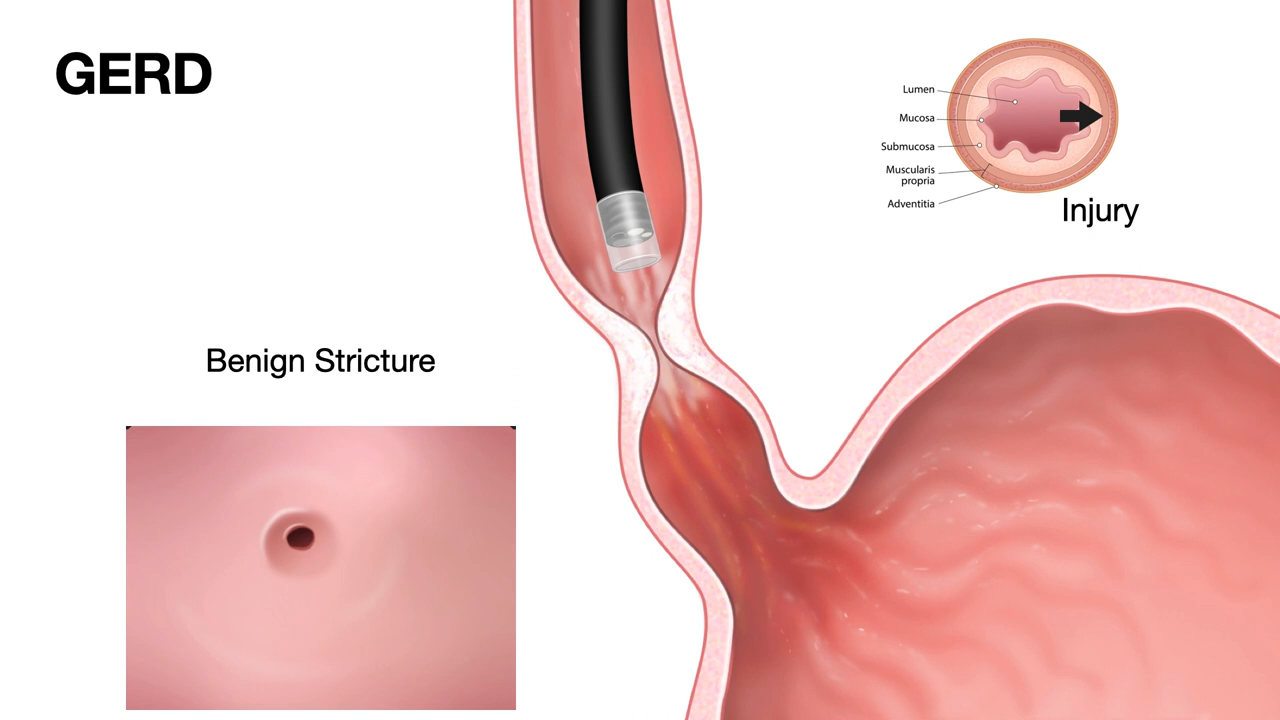 GERD
Lumen
Mucosa
Submucosa
Muscularis
propria
Adventitia
Injury
Benign Stricture